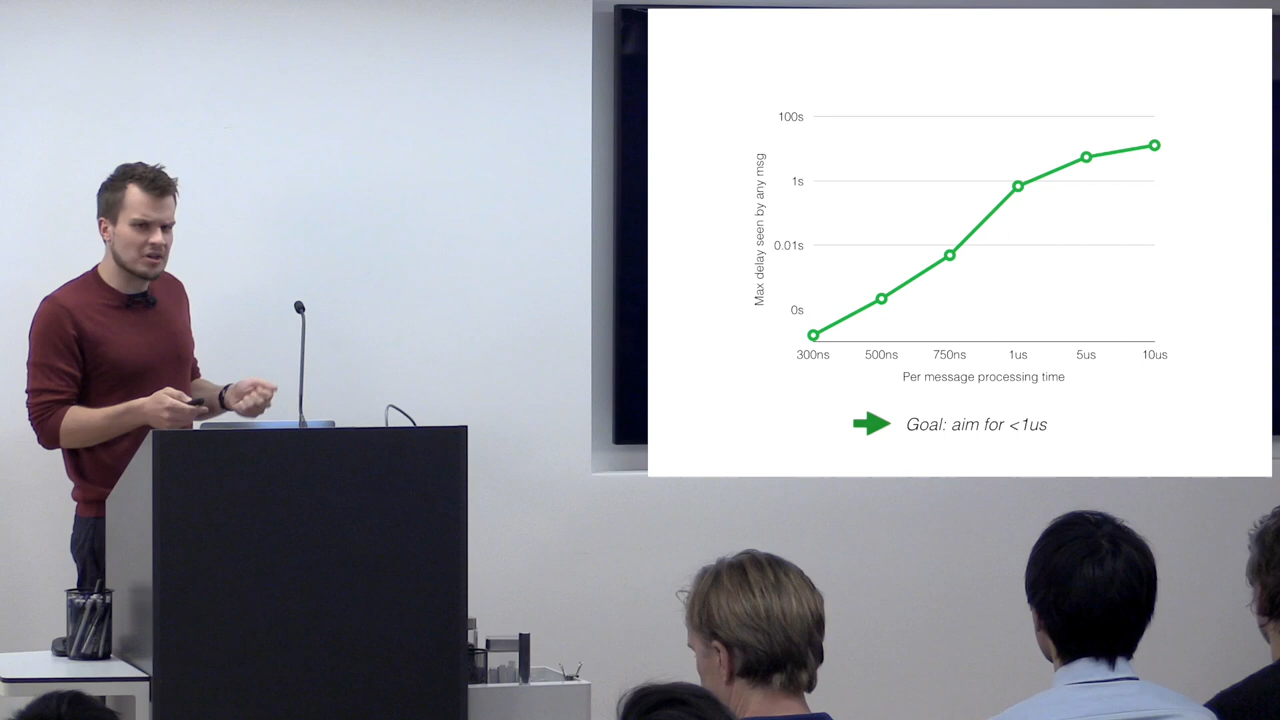 100s
1s
0.01s
0s
Max delay seen by any msg
300ns 500ns 750ns 1us 5us 10us
Per message processing time
Goal: aim for <1us